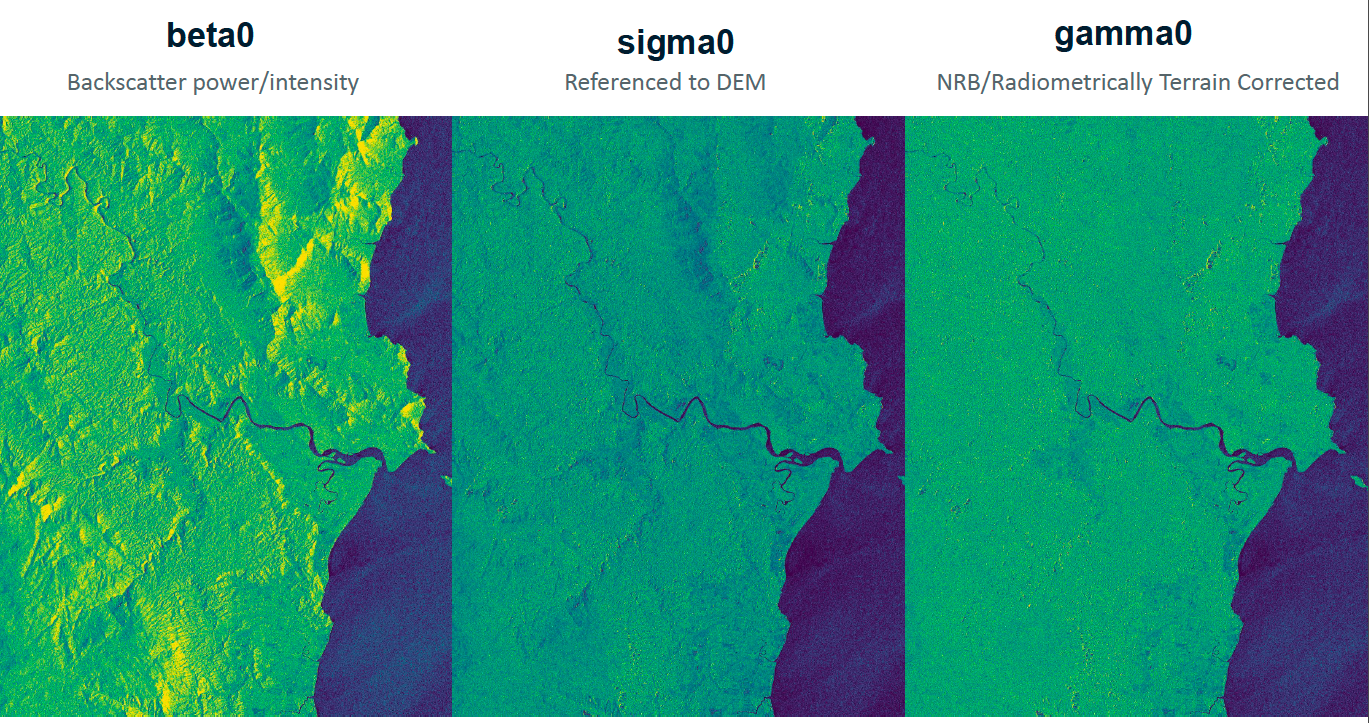 beta0
Backscatter power/intensity
sigma0
Referenced to DEM
gamma0
NRB/Radiometrically Terrain Corrected